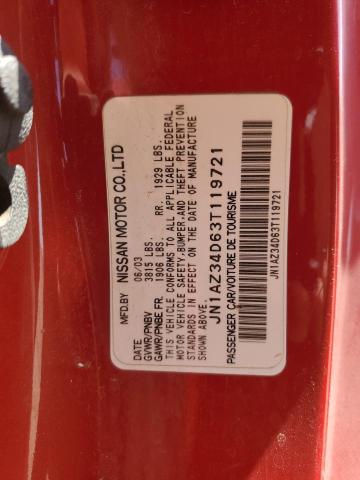 MFD.BY NISSAN MOTOR CO.,LTD
DATE 06/03
GVWR/PNBV 3815 LBS.
GAWR/PNBE FR. 1906 LBS. RR. 1929 LBS.
THIS VEHICLE CONFORMS TO ALL APPLICABLE FEDERAL
MOTOR VEHICLE SAFETY,BUMPER,AND THEFT PREVENTION
STANDARDS IN EFFECT ON THE DATE OF MANUFACTURE
SHOWN ABOVE.
JN1AZ34D63T119721
PASSENGER CAR/VOITURE DE TOURISME
JN1AZ34D63T119721